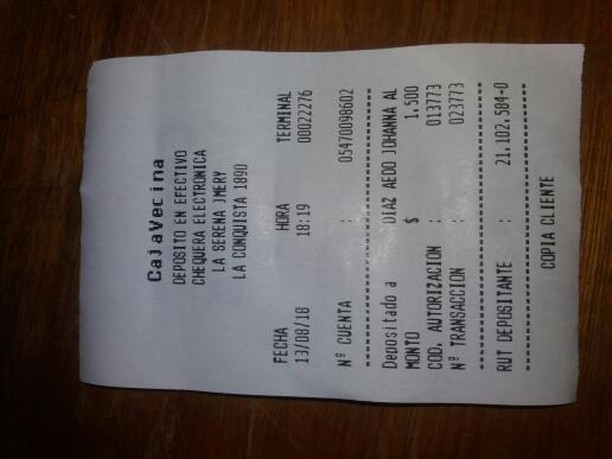 CajaVecina
DEPOSITO EN EFECTIVO
CHEQUERA ELECTRONICA
LA SERENA JMERY
LA CONQUISTA 1890
FECHA HORA TERMINAL
13/08/18 18:19 00022276
Nº CUENTA : 05470098602
Depositado a DIAZ AEDO JOHANNA AL
MONTO $ 1.500
COD. AUTORIZACION : 013773
Nº TRANSACCION : 023773
RUT DEPOSITANTE : 21.102.584-0
COPIA CLIENTE